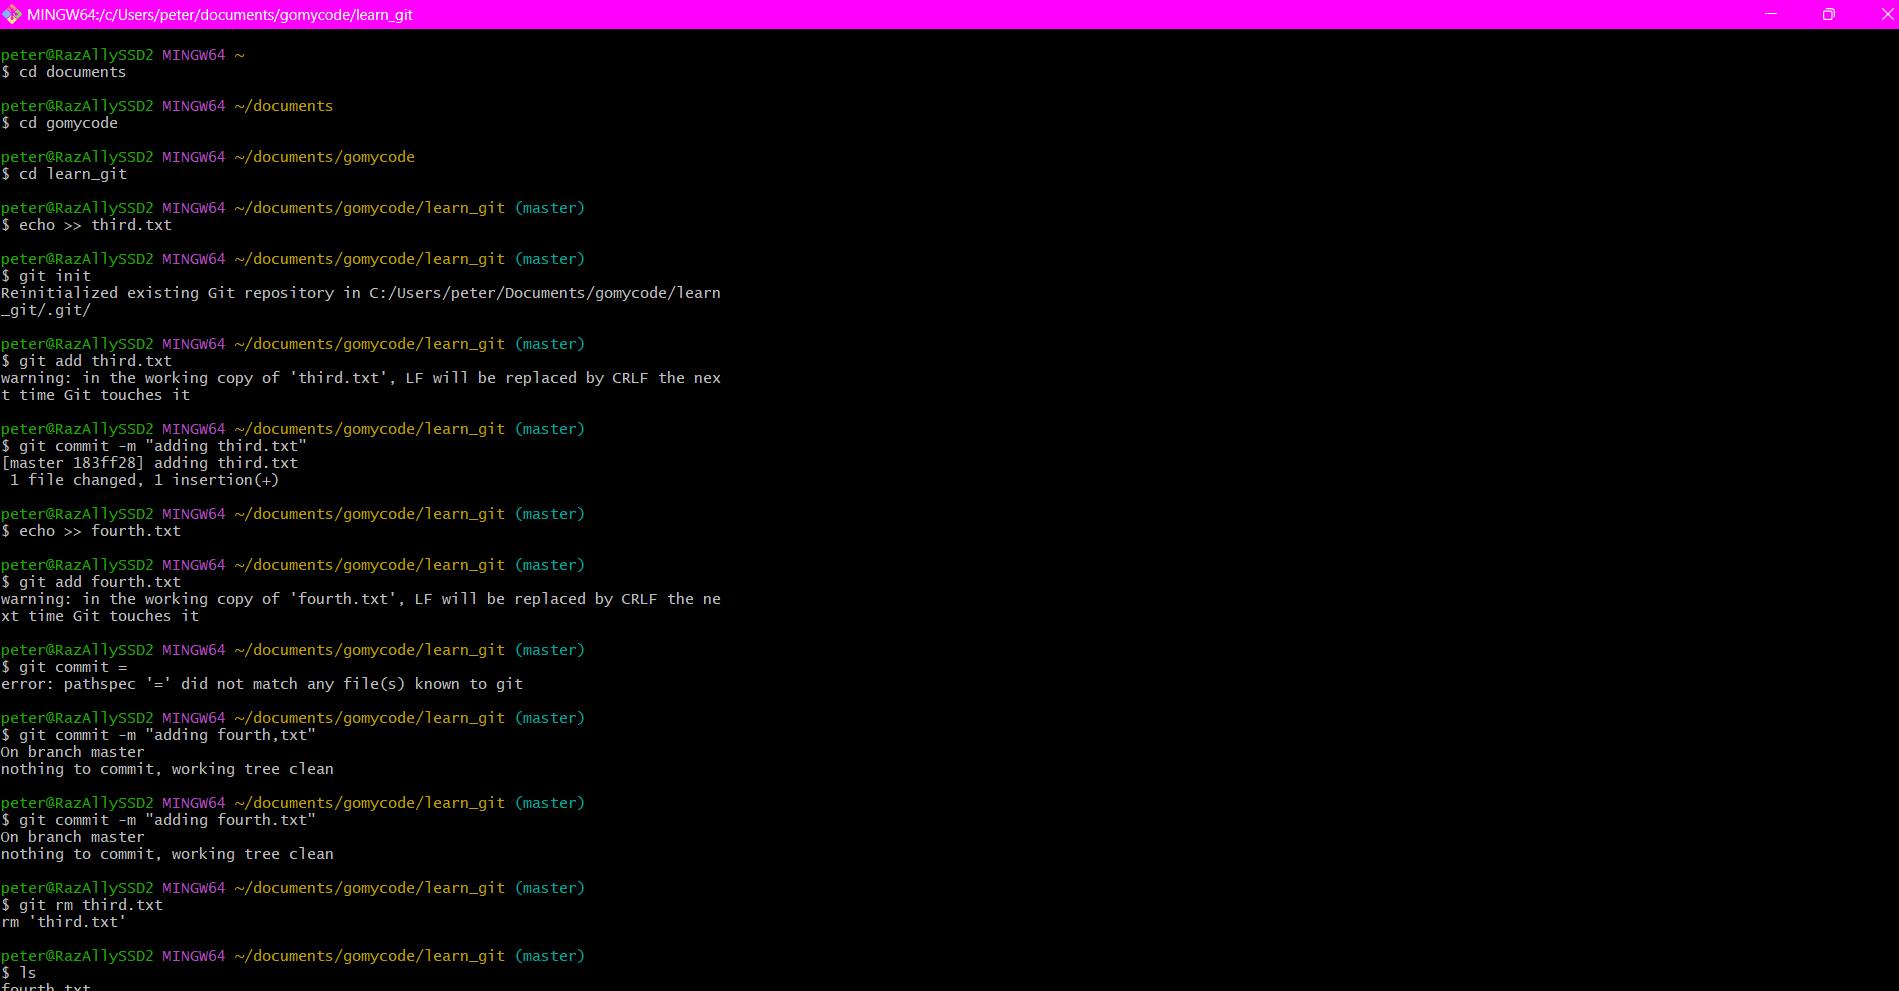 MINGW64:/c/Users/peter/documents/gomycode/learn_git
peter@RazAllySSD2 MINGW64 ~
$ cd documents
peter@RazAllySSD2 MINGW64 ~/documents
$ cd gomycode
peter@RazAllySSD2 MINGW64 ~/documents/gomycode
$ cd learn_git
peter@RazAllySSD2 MINGW64 ~/documents/gomycode/learn_git (master)
$ echo >> third.txt
peter@RazAllySSD2 MINGW64 ~/documents/gomycode/learn_git (master)
$ git init
Reinitialized existing Git repository in C:/Users/peter/Documents/gomycode/learn
_git/.git/
peter@RazAllySSD2 MINGW64 ~/documents/gomycode/learn_git (master)
$ git add third.txt
warning: in the working copy of 'third.txt', LF will be replaced by CRLF the nex
t time Git touches it
peter@RazAllySSD2 MINGW64 ~/documents/gomycode/learn_git (master)
$ git commit -m "adding third.txt"
[master 183ff28] adding third.txt
 1 file changed, 1 insertion(+)
peter@RazAllySSD2 MINGW64 ~/documents/gomycode/learn_git (master)
$ echo >> fourth.txt
peter@RazAllySSD2 MINGW64 ~/documents/gomycode/learn_git (master)
$ git add fourth.txt
warning: in the working copy of 'fourth.txt', LF will be replaced by CRLF the ne
xt time Git touches it
peter@RazAllySSD2 MINGW64 ~/documents/gomycode/learn_git (master)
$ git commit =
error: pathspec '=' did not match any file(s) known to git
peter@RazAllySSD2 MINGW64 ~/documents/gomycode/learn_git (master)
$ git commit -m "adding fourth,txt"
On branch master
nothing to commit, working tree clean
peter@RazAllySSD2 MINGW64 ~/documents/gomycode/learn_git (master)
$ git commit -m "adding fourth.txt"
On branch master
nothing to commit, working tree clean
peter@RazAllySSD2 MINGW64 ~/documents/gomycode/learn_git (master)
$ git rm third.txt
rm 'third.txt'
peter@RazAllySSD2 MINGW64 ~/documents/gomycode/learn_git (master)
$ ls
fourth.txt